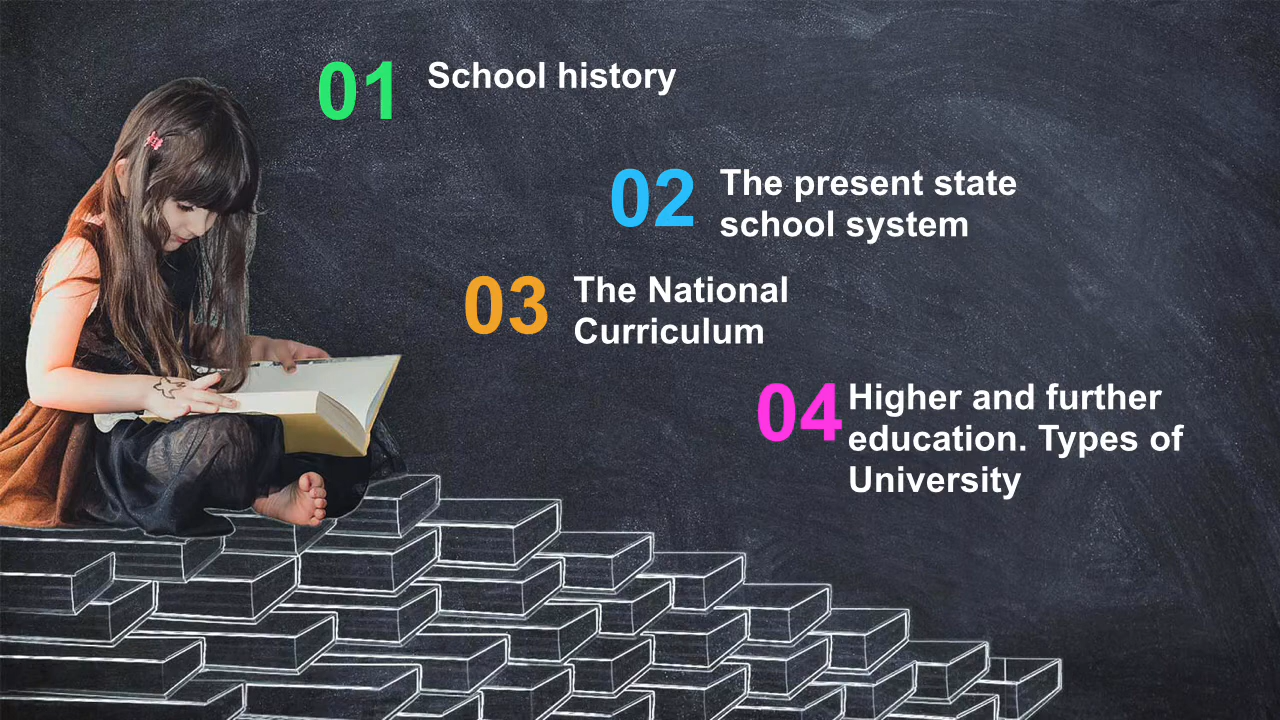 01 School history
02 The present state
school system
03 The National
Curriculum
04 Higher and further
education. Types of
University